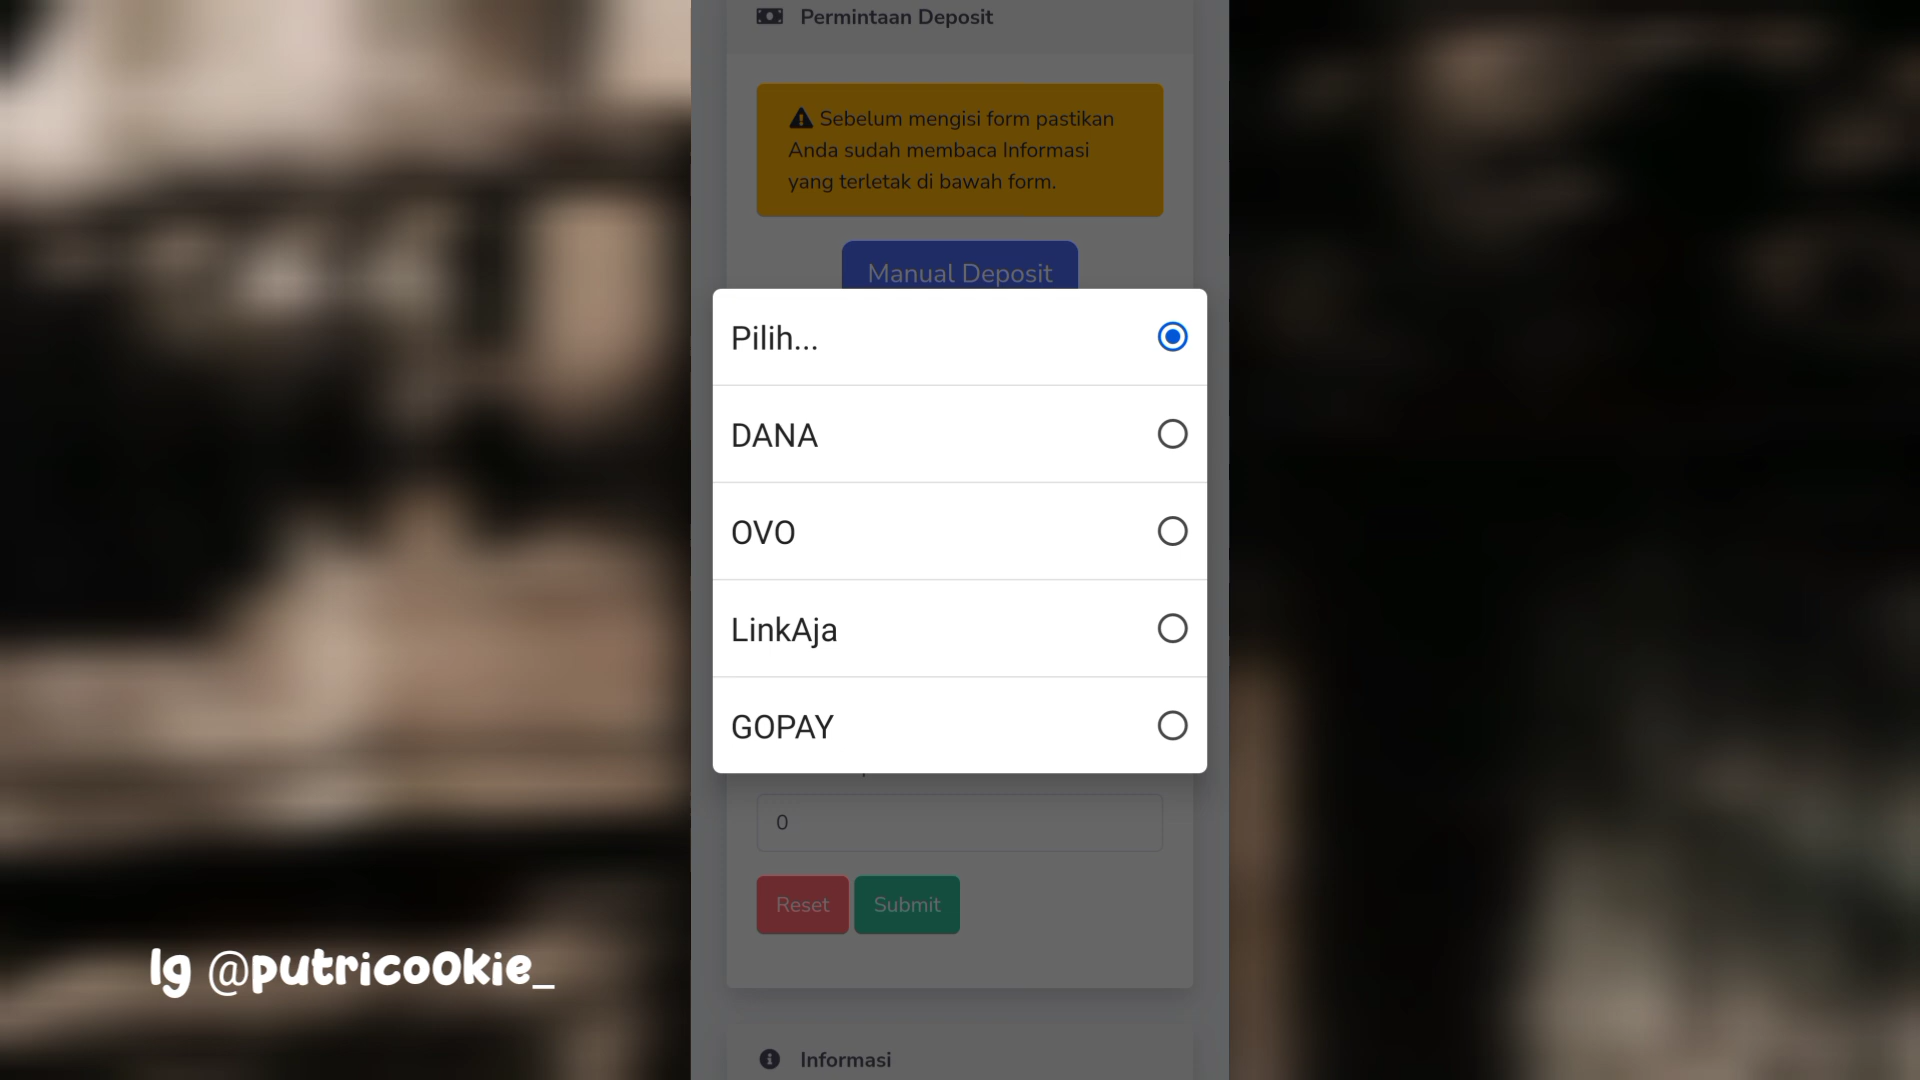 Permintaan Deposit
Sebelum mengisi form pastikan
Anda sudah membaca Informasi
yang terletak di bawah form.
Manual Deposit
Pilih...
DANA
OVO
LinkAja
GOPAY
0
Reset Submit
Informasi
Ig @putricookie_